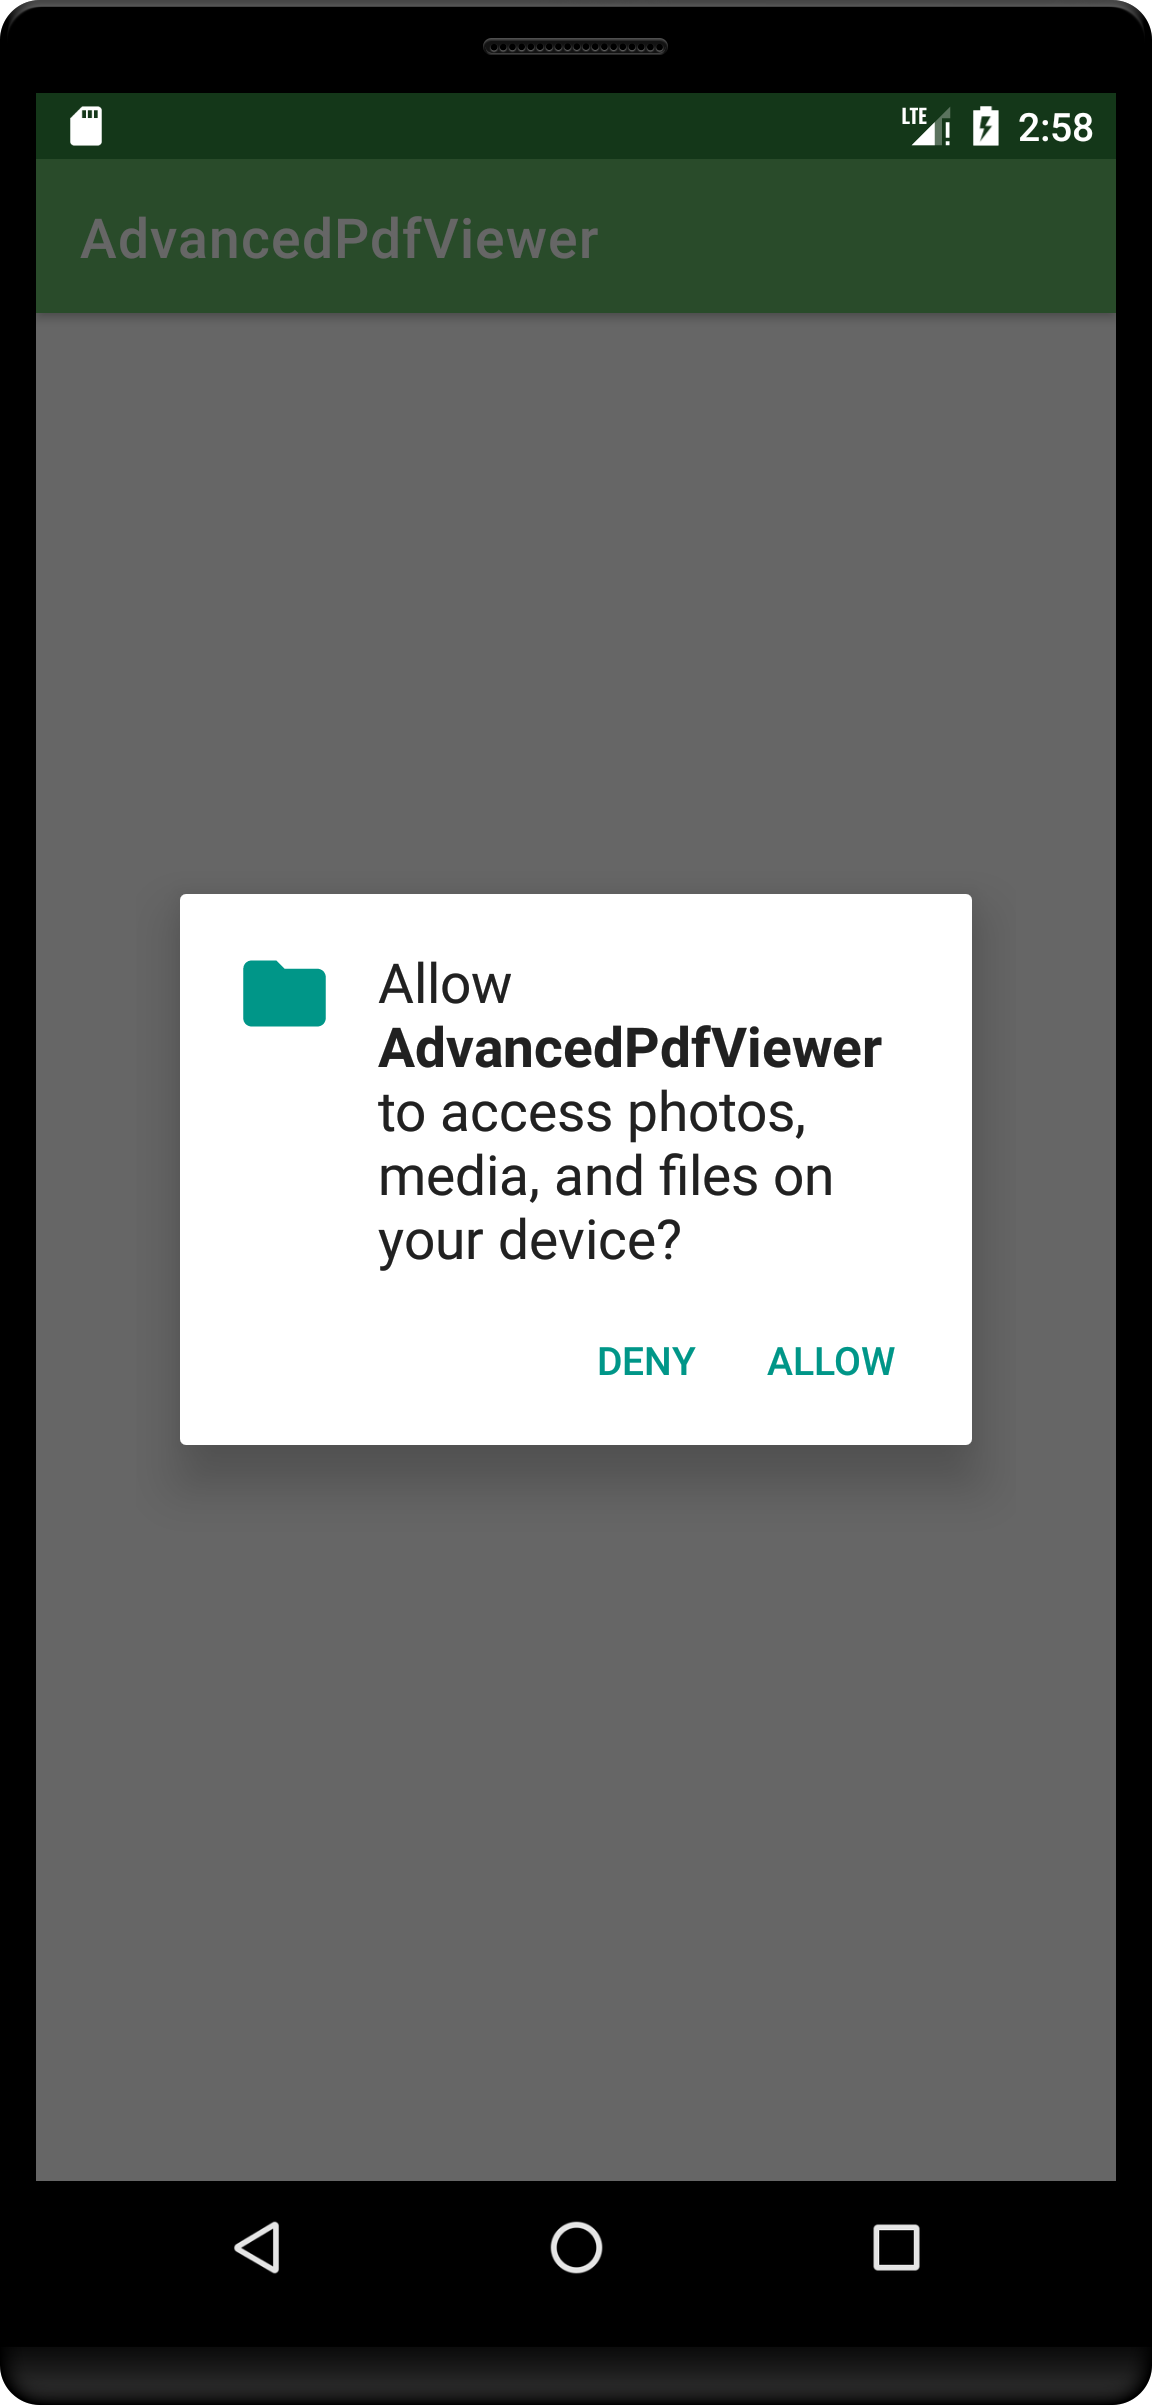 LTE 2:58
AdvancedPdfViewer
Allow
AdvancedPdfViewer
to access photos,
media, and files on
your device?
DENY ALLOW